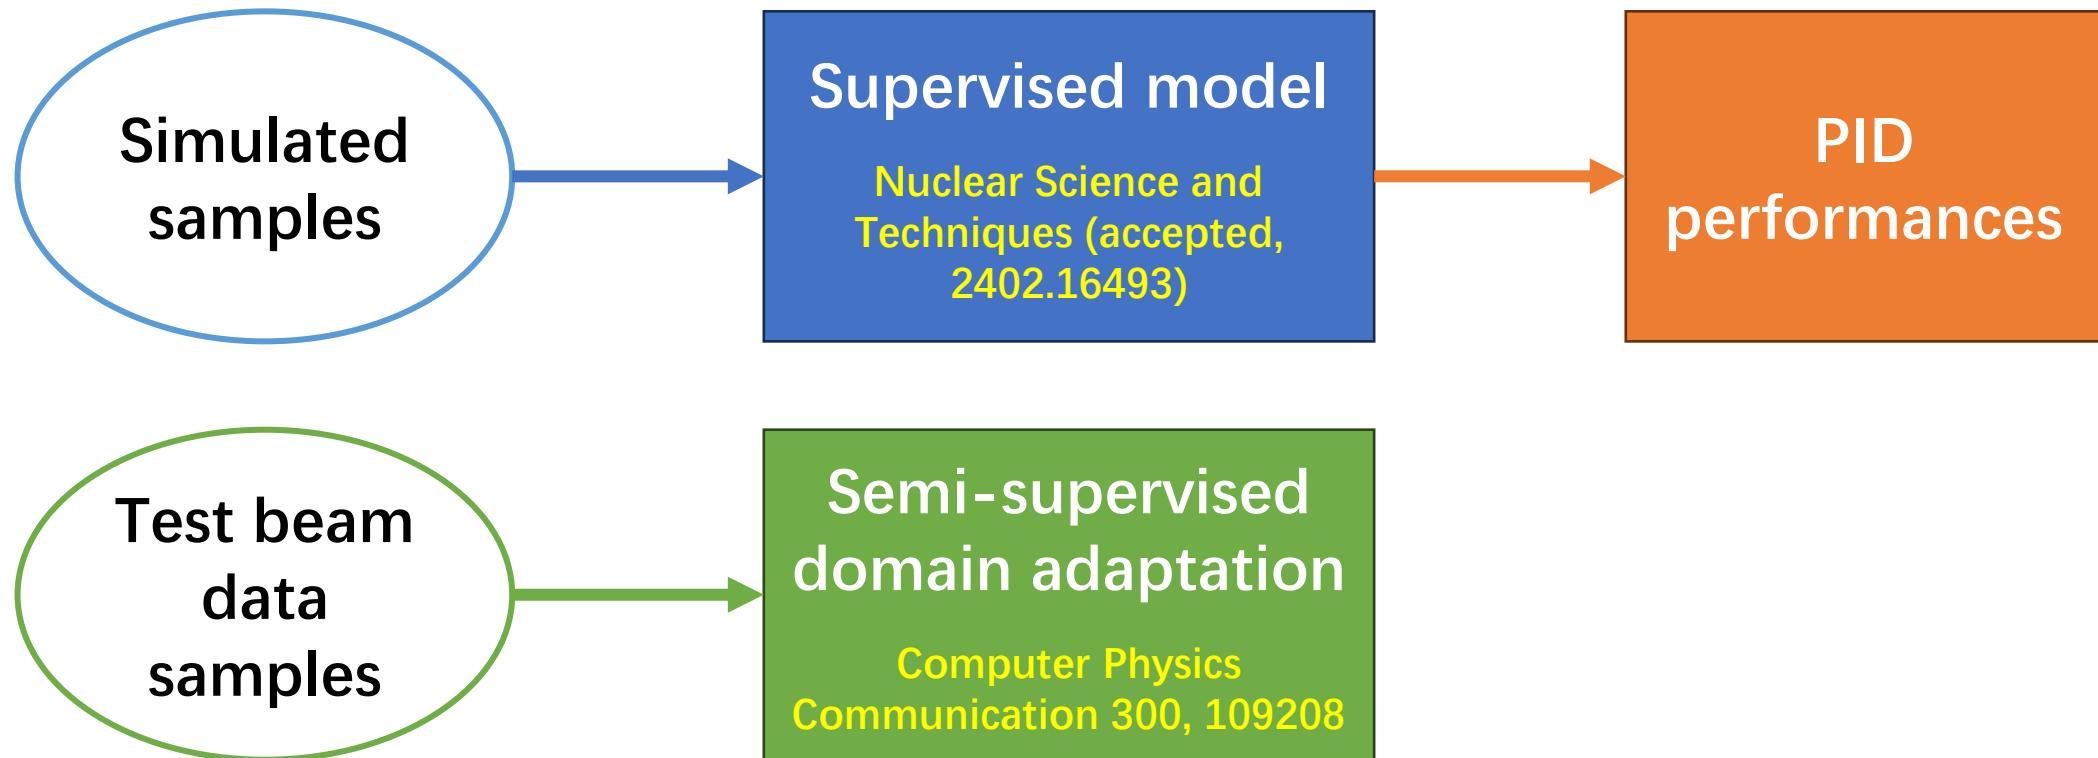 Simulated
samples
Supervised model
Nuclear Science and
Techniques (accepted,
2402.16493)
PID
performances
Test beam
data
samples
Semi-supervised
domain adaptation
Computer Physics
Communication 300, 109208